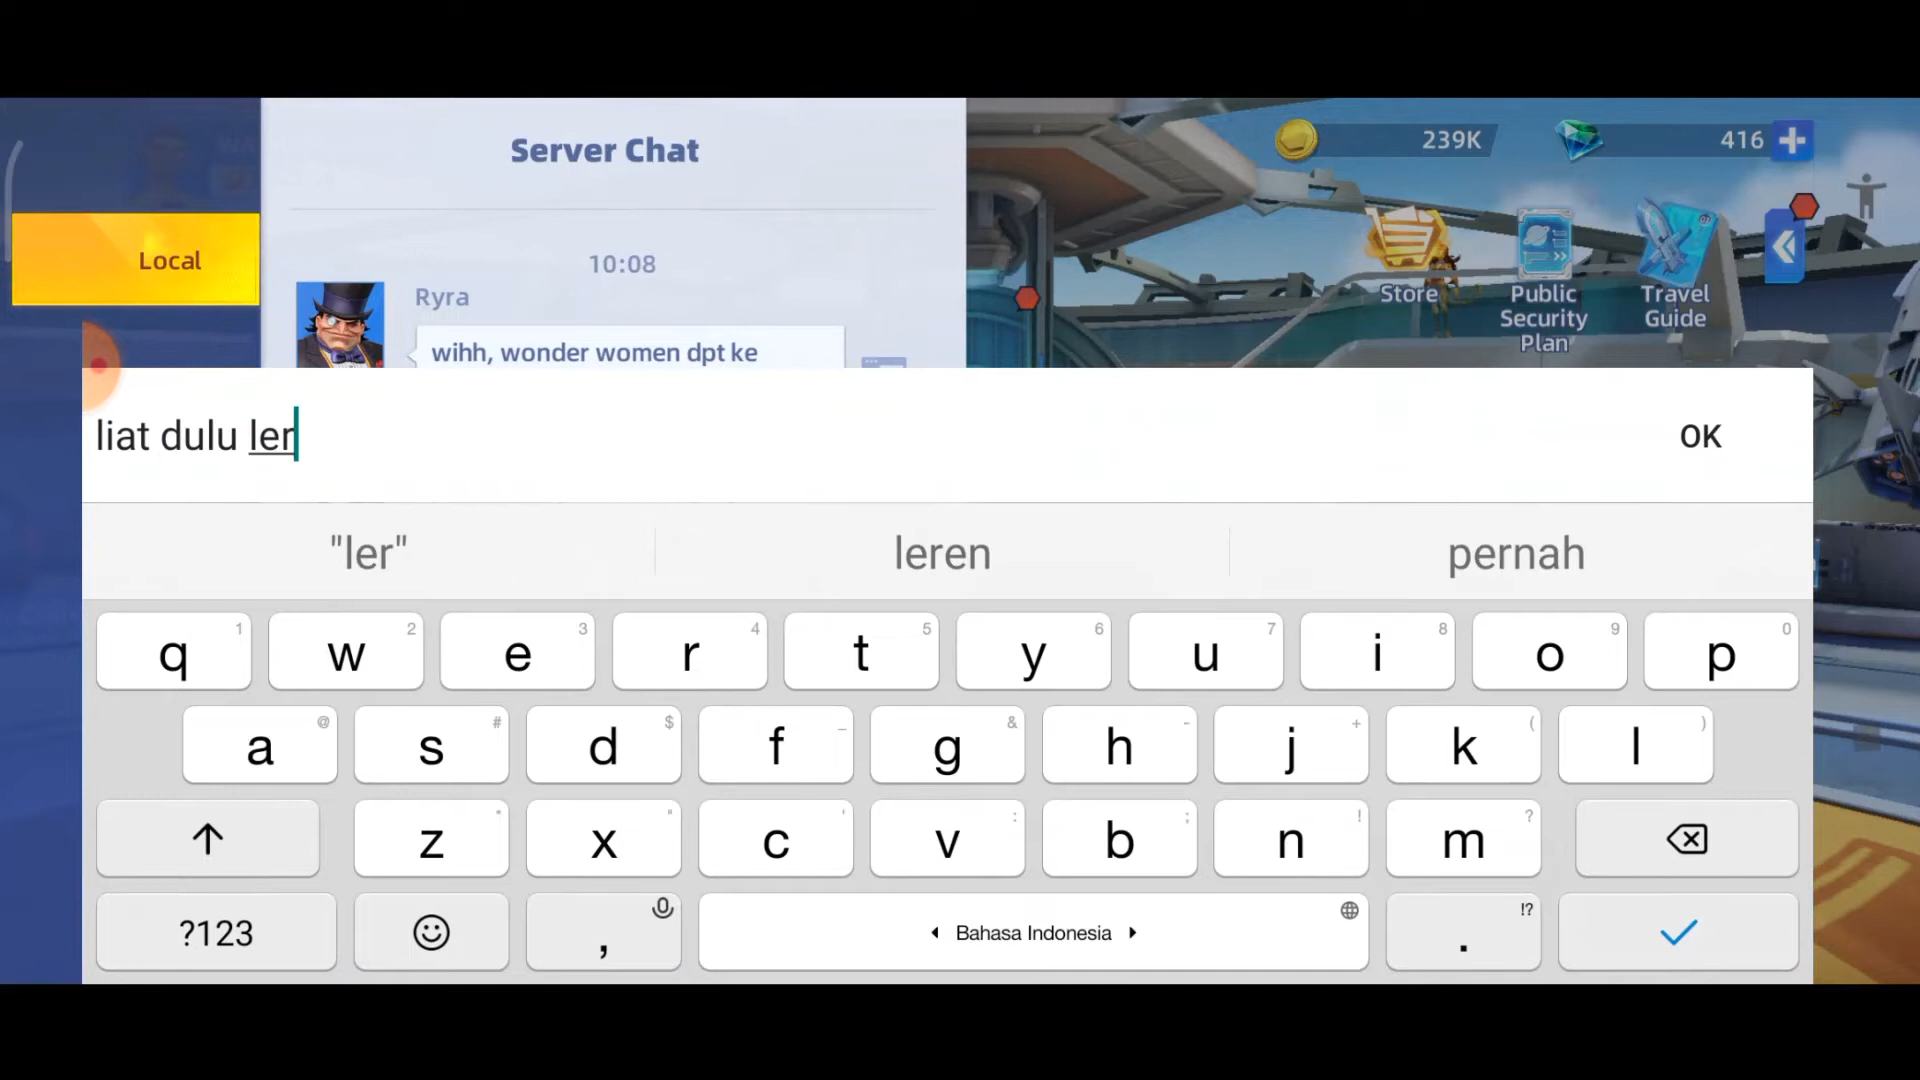 Server Chat
239K
416
Local
10:08
Ryra
wihh, wonder women dpt ke
Store
Public
Security
Plan
Travel
Guide
liat dulu ler
OK
"ler"
leren
pernah
q 1 w 2 e 3 r 4 t 5 y 6 u 7 i 8 o 9 p 0
a @ s # d $ f _ g & h - j + k ( l )
z * x " c ' v : b ; n ! m ?
?123 , Bahasa Indonesia . !?